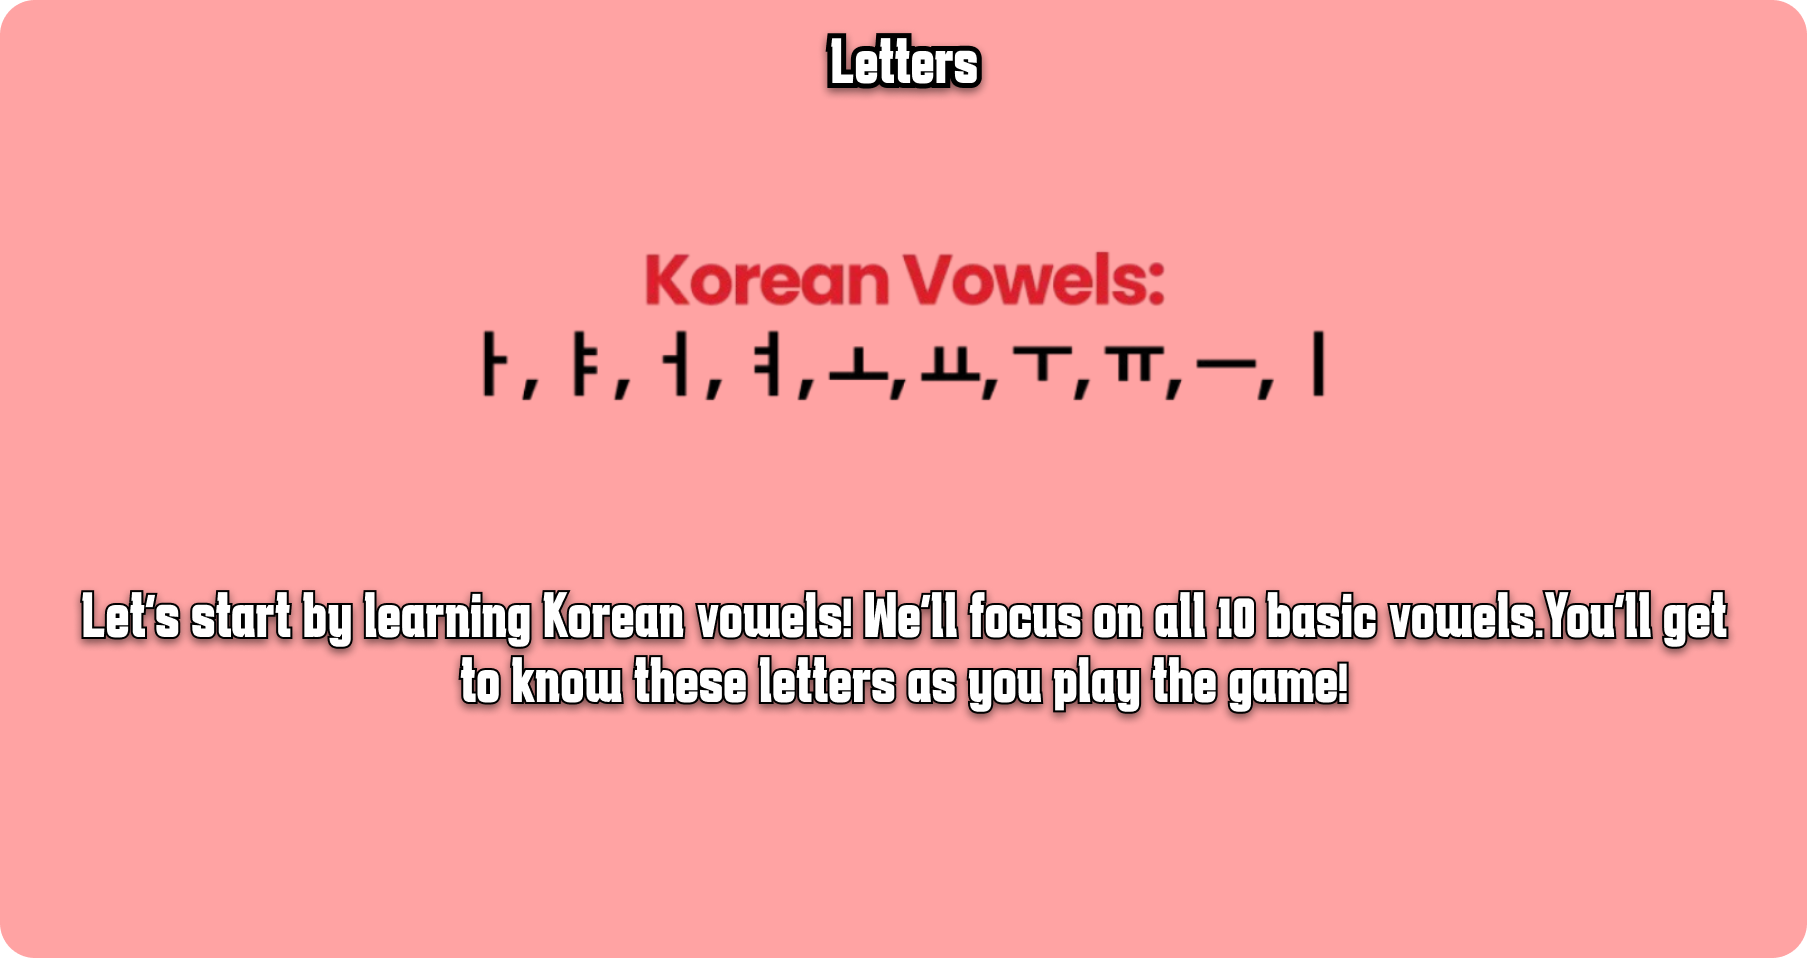 Letters
Korean Vowels:
ㅏ, ㅑ, ㅓ, ㅕ, ㅗ, ㅛ, ㅜ, ㅠ, ㅡ, ㅣ
Let's start by learning Korean vowels! We'll focus on all 10 basic vowels.You'll get
to know these letters as you play the game!